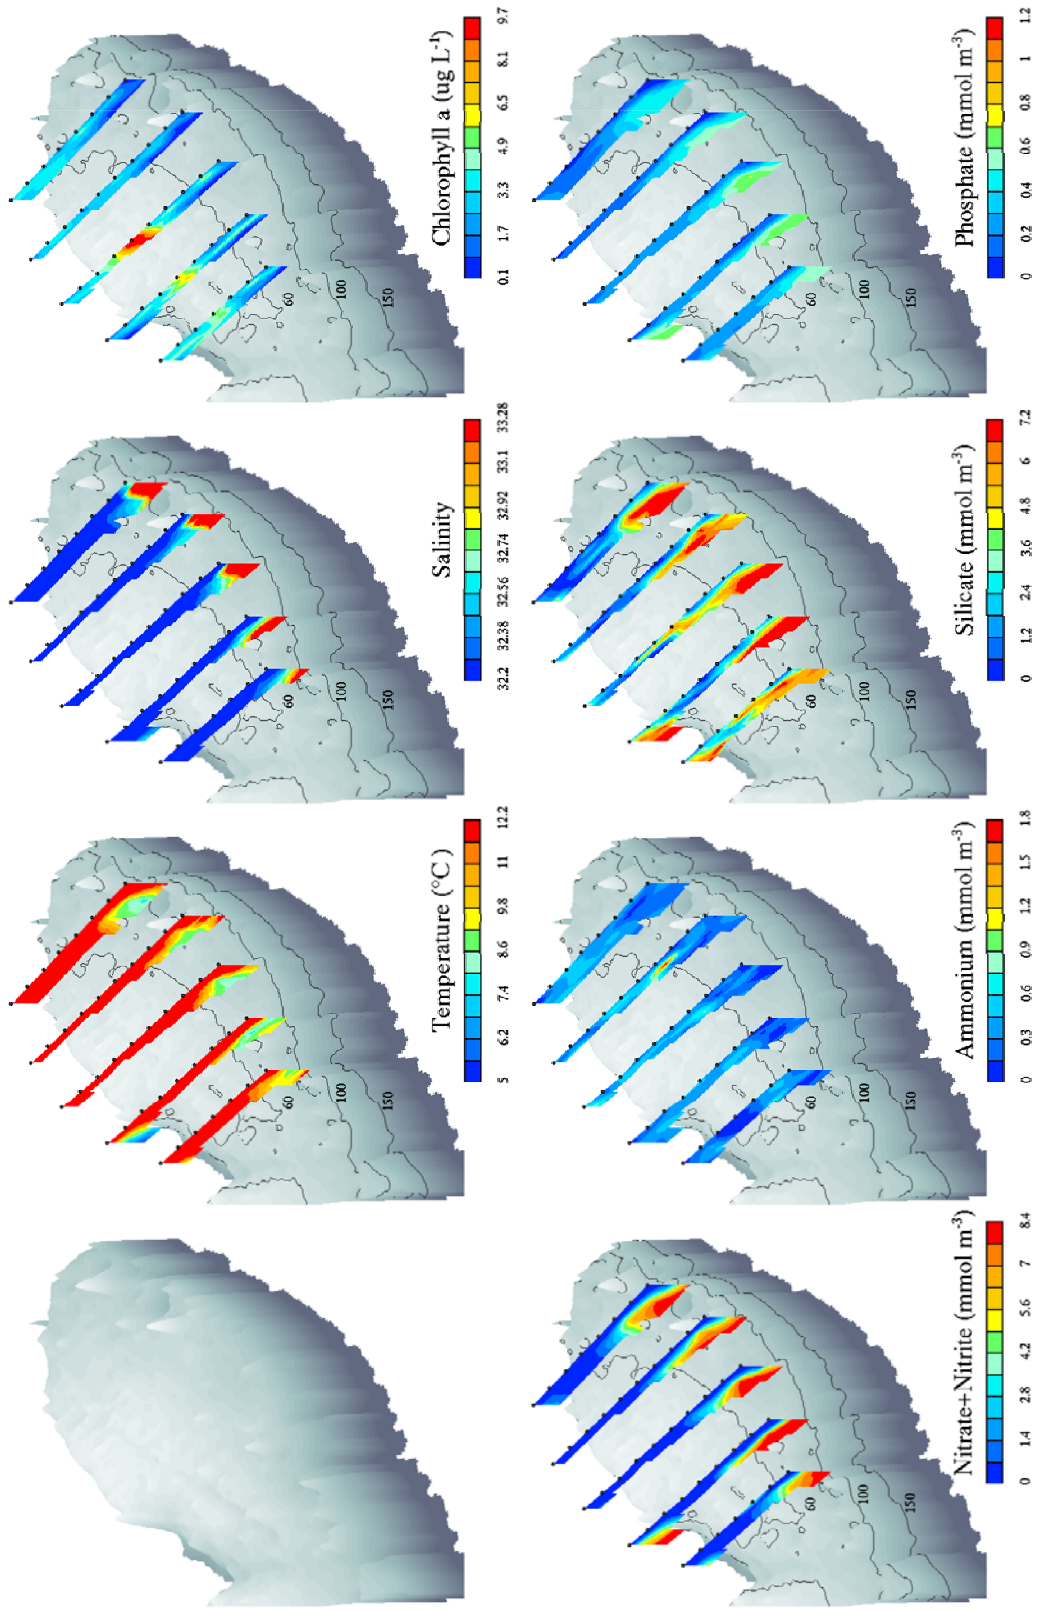 60
100
150
Temperature (°C )
5 6.2 7.4 8.6 9.8 11 12.2
60
100
150
Salinity
32.2 32.38 32.56 32.74 32.92 33.1 33.28
60
100
150
Chlorophyll a (ug L⁻¹)
0.1 1.7 3.3 4.9 6.5 8.1 9.7
60
100
150
Nitrate+Nitrite (mmol m⁻³)
0 1.4 2.8 4.2 5.6 7 8.4
60
100
150
Ammonium (mmol m⁻³)
0 0.3 0.6 0.9 1.2 1.5 1.8
60
100
150
Silicate (mmol m⁻³)
0 1.2 2.4 3.6 4.8 6 7.2
60
100
150
Phosphate (mmol m⁻³)
0 0.2 0.4 0.6 0.8 1 1.2